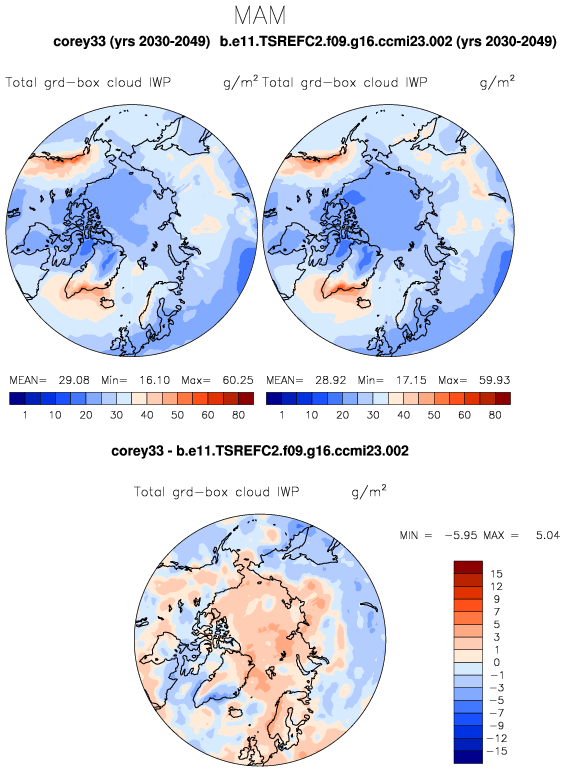 MAM
corey33 (yrs 2030-2049) b.e11.TSREFC2.f09.g16.ccmi23.002 (yrs 2030-2049)
Total grd-box cloud IWP g/m² Total grd-box cloud IWP g/m²
MEAN= 29.08 Min= 16.10 Max= 60.25 MEAN= 28.92 Min= 17.15 Max= 59.93
1 10 20 30 40 50 60 80 1 10 20 30 40 50 60 80
corey33 - b.e11.TSREFC2.f09.g16.ccmi23.002
Total grd-box cloud IWP g/m²
MIN = -5.95 MAX = 5.04
15
12
9
7
5
3
1
0
-1
-3
-5
-7
-9
-12
-15